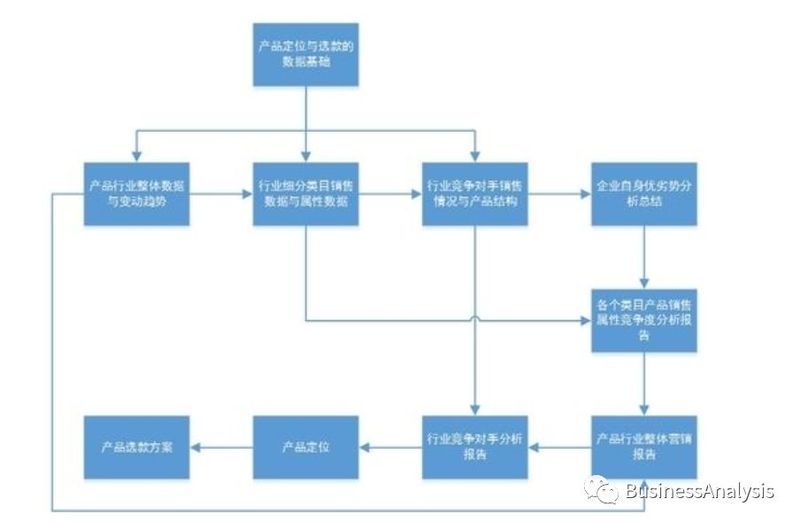 产品定位与选款的
数据基础
产品行业整体数据
与变动趋势
行业细分类目销售
数据与属性数据
行业竞争对手销售
情况与产品结构
企业自身优劣势分
析总结
各个类目产品销售
属性竞争度分析报
告
产品选款方案
产品定位
行业竞争对手分析
报告
产品行业整体营销
报告
BusinessAnalysis